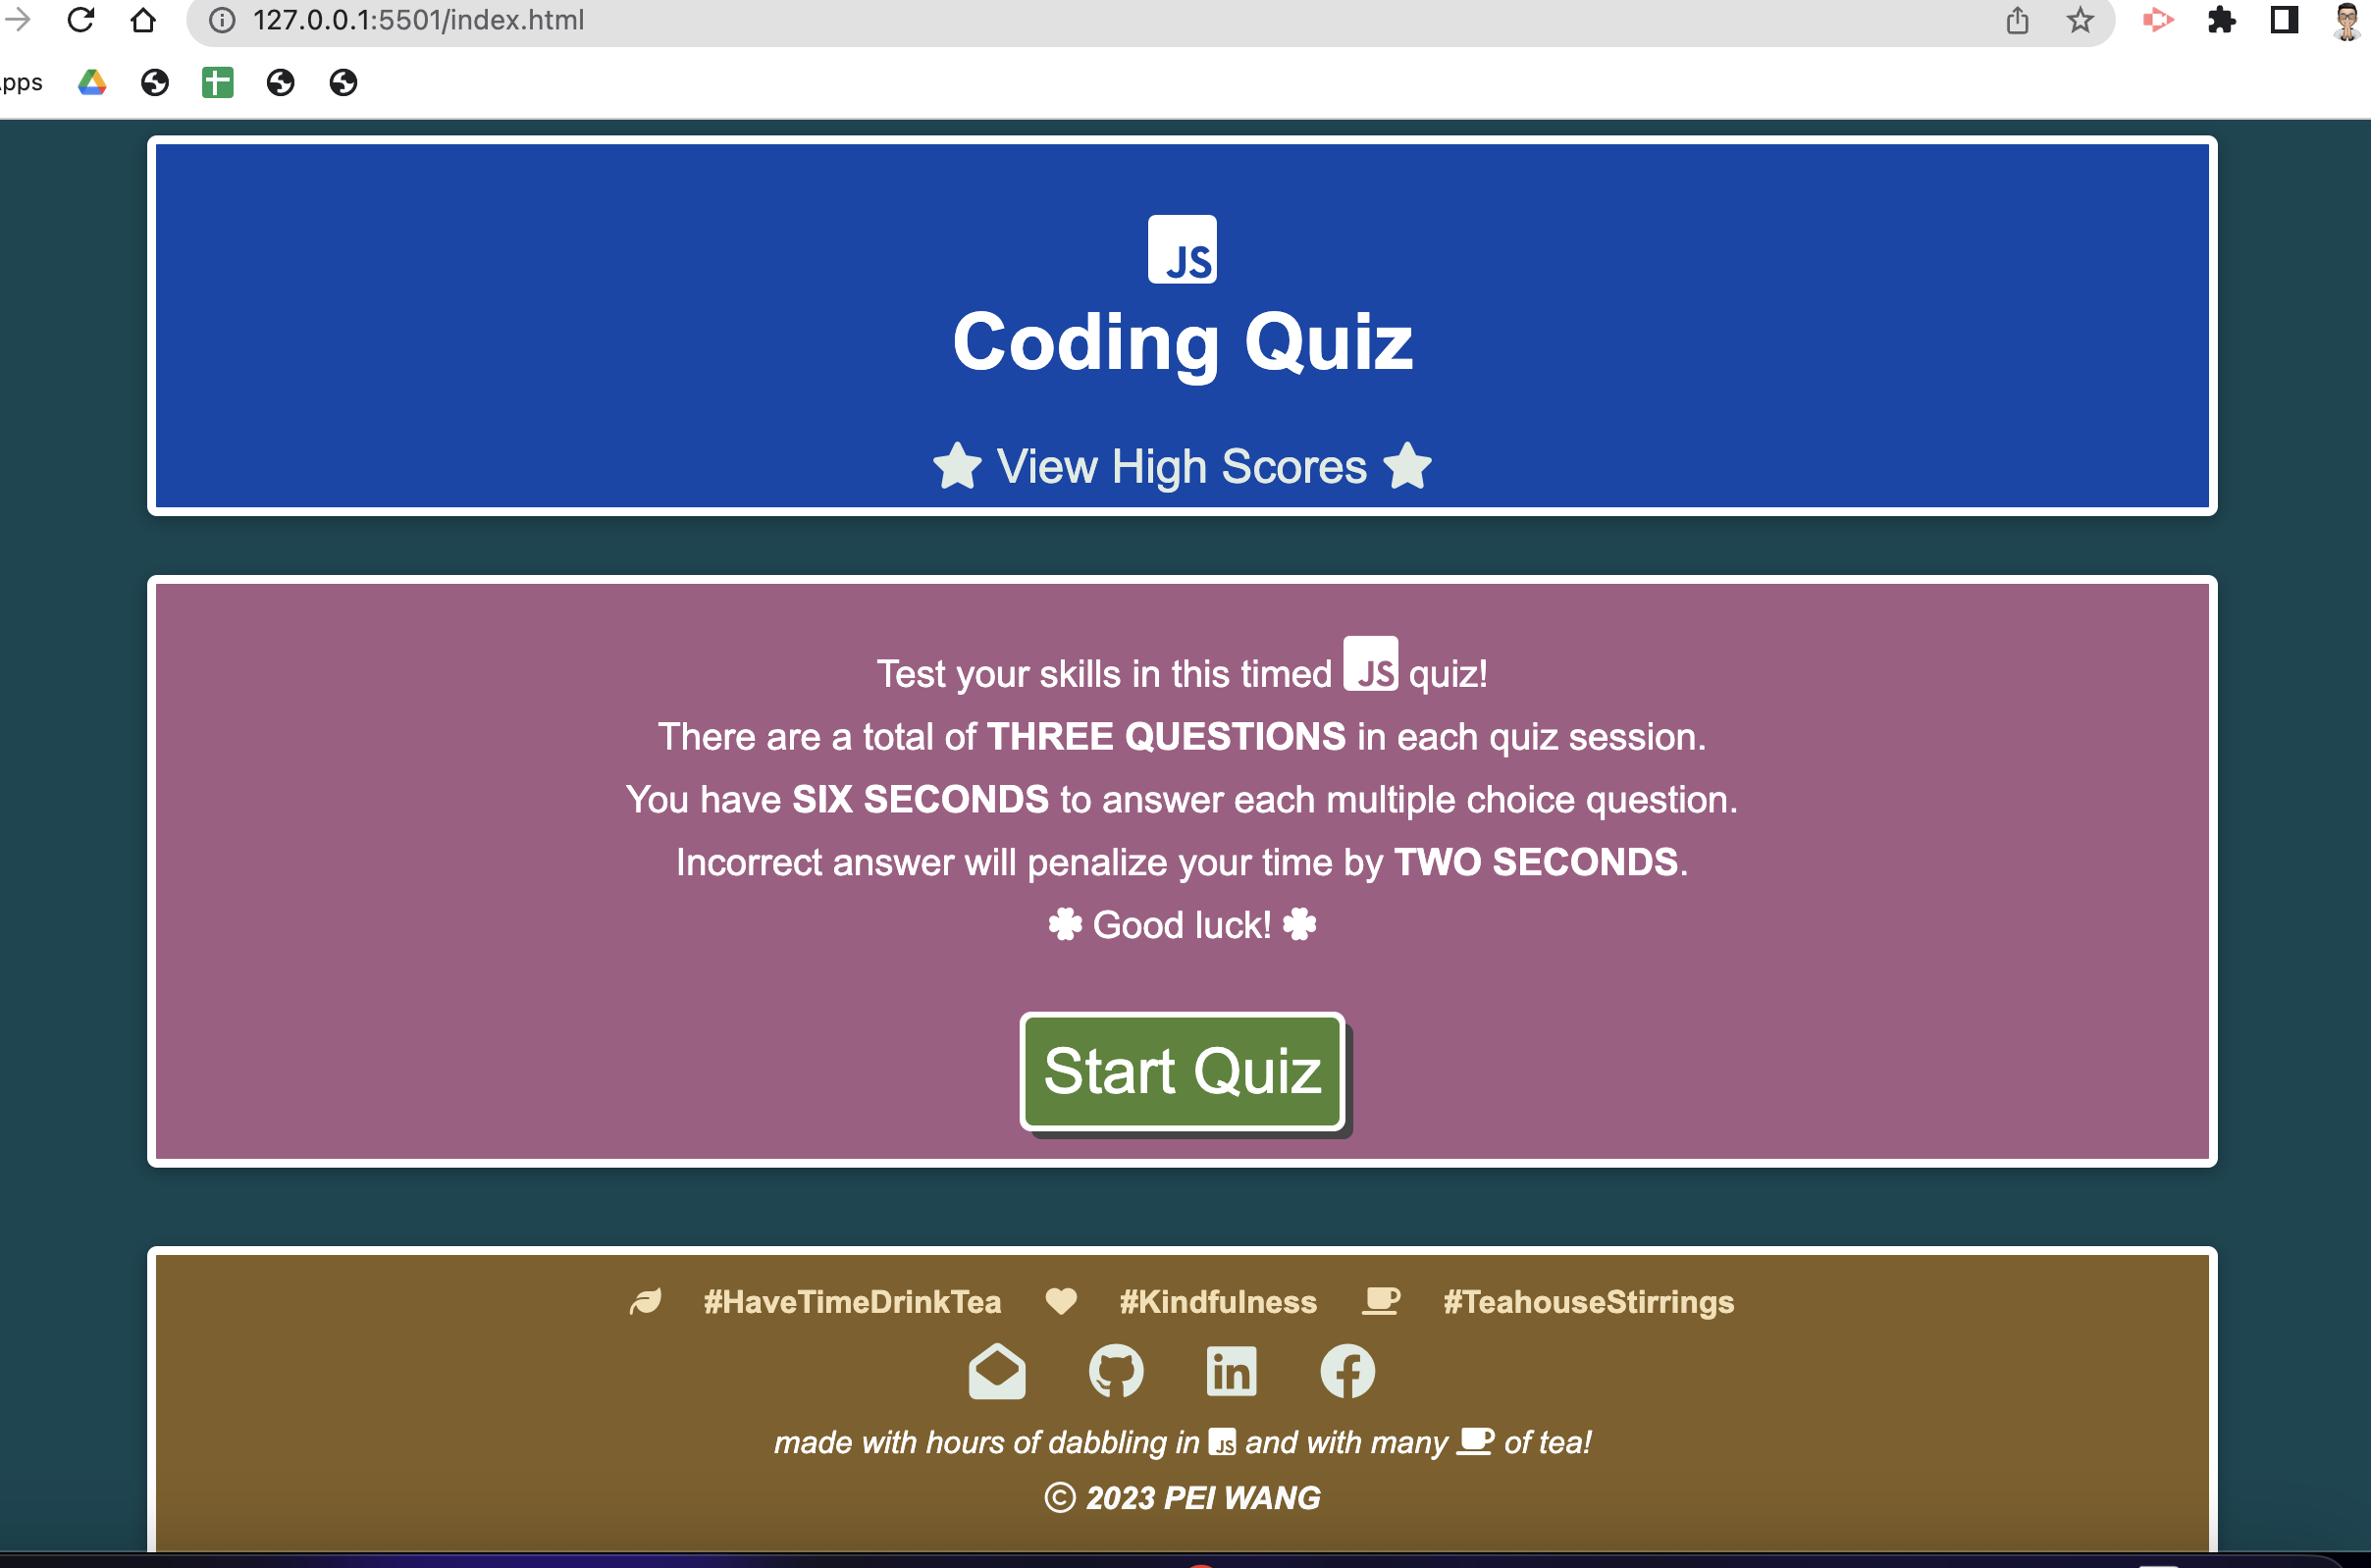 127.0.0.1:5501/index.html
pps
JS
Coding Quiz
View High Scores
Test your skills in this timed JS quiz!
There are a total of THREE QUESTIONS in each quiz session.
You have SIX SECONDS to answer each multiple choice question.
Incorrect answer will penalize your time by TWO SECONDS.
Good luck!
Start Quiz
#HaveTimeDrinkTea #Kindfulness #TeahouseStirrings
in f
made with hours of dabbling in JS and with many of tea!
© 2023 PEI WANG